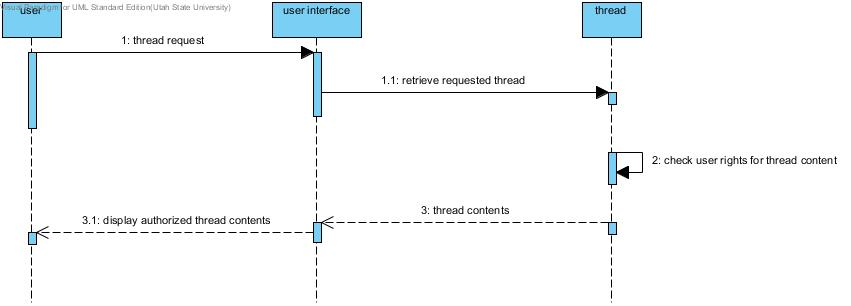 Visual Paradigm for UML Standard Edition(Utah State University)
user
user interface
thread
1: thread request
1.1: retrieve requested thread
2: check user rights for thread content
3: thread contents
3.1: display authorized thread contents